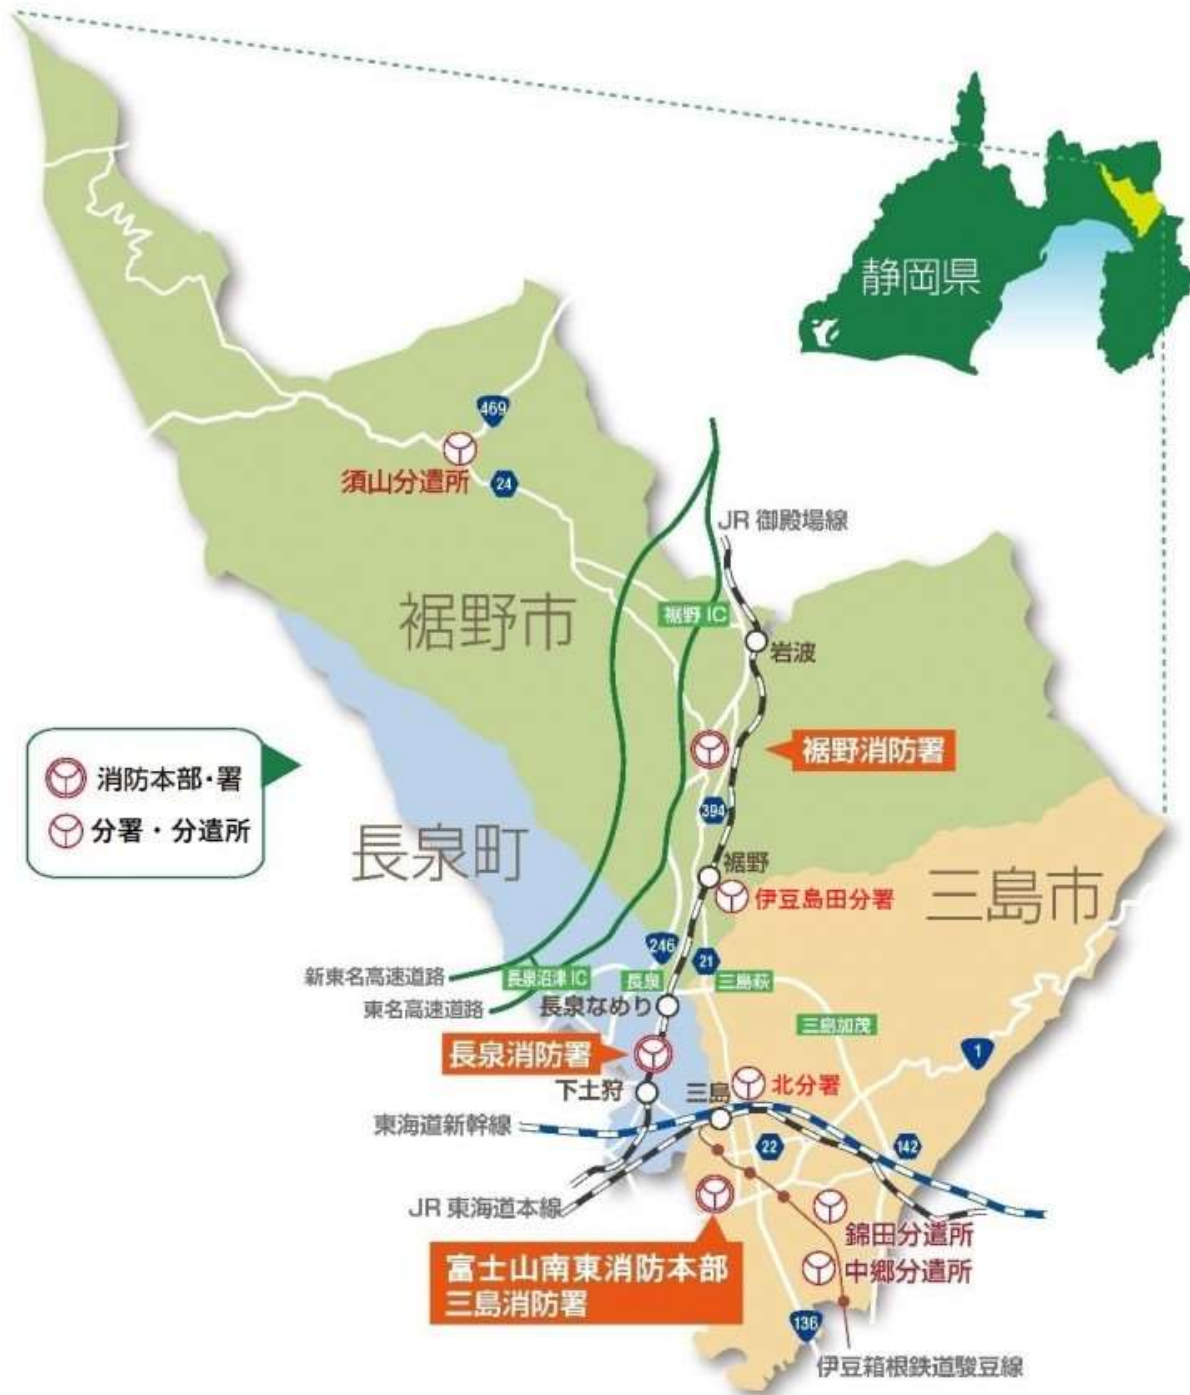 静岡県
469
須山分遣所
24
JR 御殿場線
裾野市
裾野 IC
岩波
消防本部・署
分署・分遣所
裾野消防署
394
長泉町
裾野
伊豆島田分署
三島市
246
21
新東名高速道路
長泉沼津 IC
長泉
三島萩
東名高速道路
長泉なめり
三島加茂
長泉消防署
1
下土狩
三島
北分署
東海道新幹線
22
142
JR 東海道本線
錦田分遣所
富士山南東消防本部
三島消防署
中郷分遣所
136
伊豆箱根鉄道駿豆線